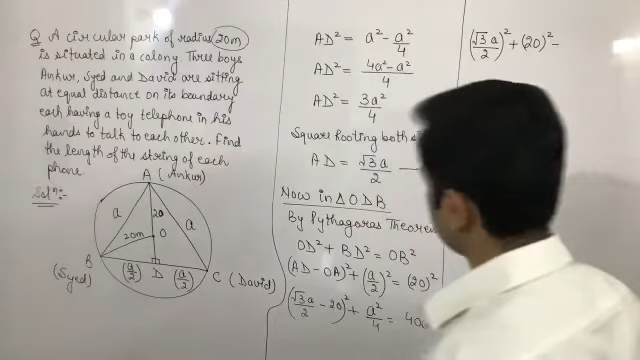 Q A circular park of radius 20m
is situated in a colony. Three boys
Ankur, Syed and David are sitting
at equal distance on its boundary
each having a toy telephone in his
hands to talk to each other. Find
the length of the string of each
phone.
Solⁿ:-
A (Ankur)
a
20
a
20m
O
B
(Syed)
(a/2)
D
(a/2)
C (David)
AD² = a² - a²/4
AD² = (4a² - a²)/4
AD² = 3a²/4
Square rooting both
AD = √3a/2
Now in △ODB
By Pythagoras Theorem
OD² + BD² = OB²
(AD - OA)² + (a/2)² = (20)²
(√3a/2 - 20)² + a²/4 = 40
(√3a/2)² + (20)² -